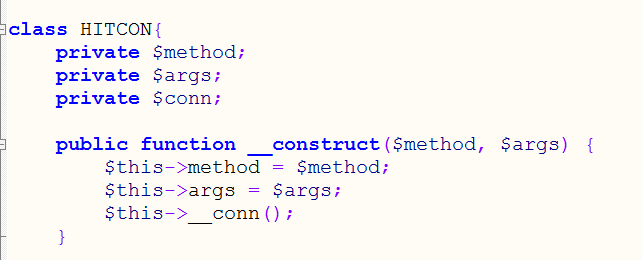 class HITCON{
    private $method;
    private $args;
    private $conn;

    public function __construct($method, $args) {
        $this->method = $method;
        $this->args = $args;
        $this->__conn();
    }